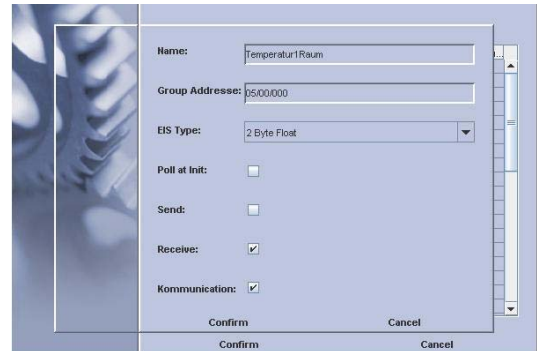 Name: Temperatur1Raum
Group Addresse: 05/00/000
EIS Type: 2 Byte Float
Poll at Init:
Send:
Receive:
Kommunication:
Confirm Cancel
Confirm Cancel